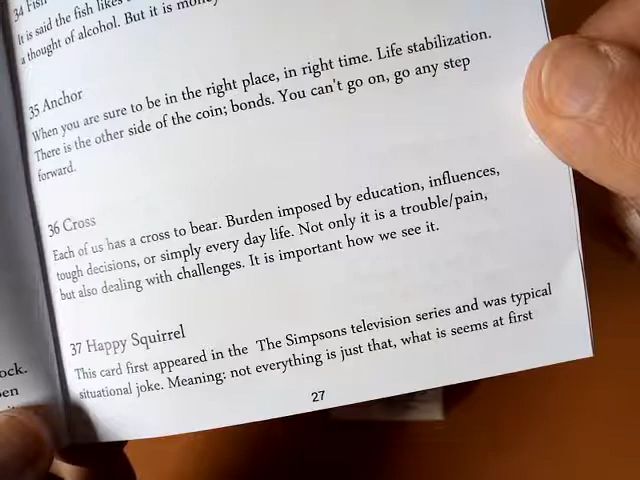 34 Fish
It is said the fish likes
a thought of alcohol. But it is money
35 Anchor
When you are sure to be in the right place, in right time. Life stabilization.
There is the other side of the coin; bonds. You can't go on, go any step
forward.
36 Cross
Each of us has a cross to bear. Burden imposed by education, influences,
tough decisions, or simply every day life. Not only it is a trouble/pain,
but also dealing with challenges. It is important how we see it.
37 Happy Squirrel
This card first appeared in the The Simpsons television series and was typical
situational joke. Meaning: not everything is just that, what is seems at first
27